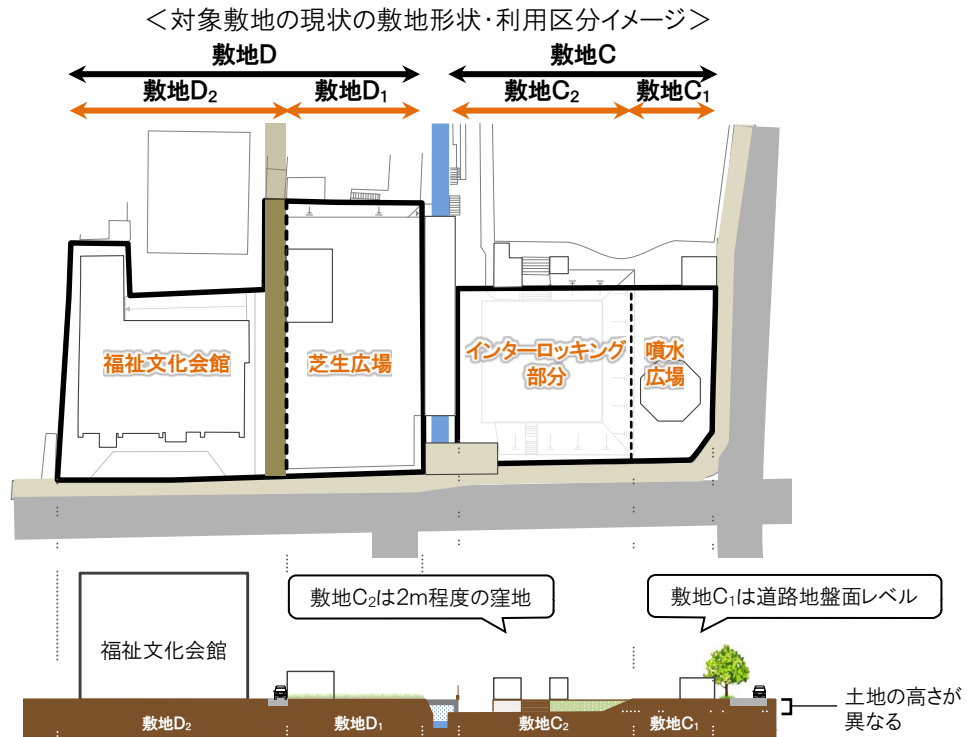 ＜対象敷地の現状の敷地形状･利用区分イメージ＞
敷地D
敷地C
敷地D₂
敷地D₁
敷地C₂
敷地C₁
福祉文化会館
芝生広場
インターロッキング
部分
噴水
広場
敷地C₂は2m程度の窪地
敷地C₁は道路地盤面レベル
福祉文化会館
土地の高さが
異なる
敷地D₂
敷地D₁
敷地C₂
敷地C₁